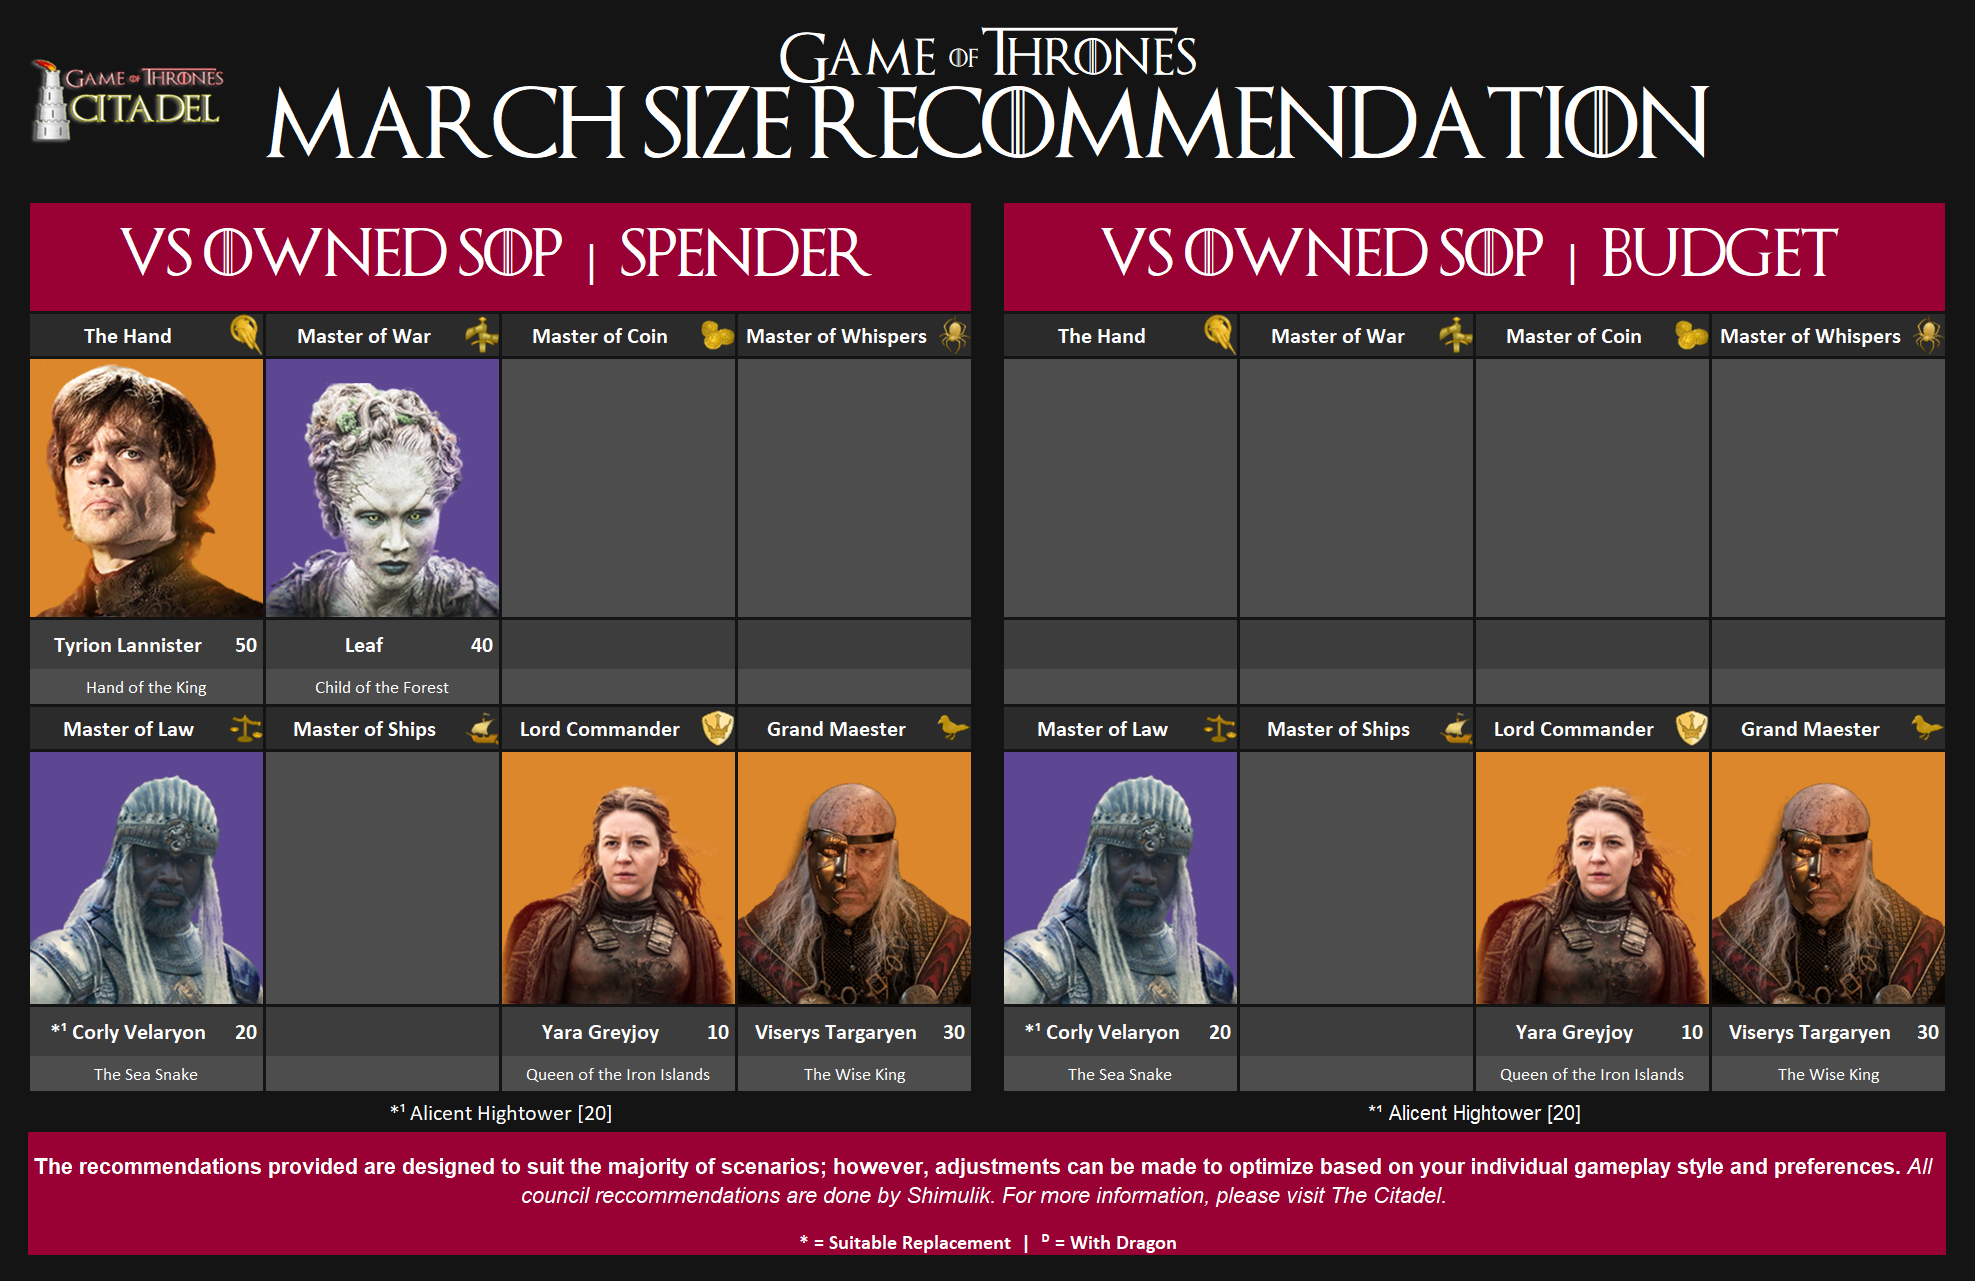 GAME OF THRONES
CITADEL
GAME OF THRONES
MARCH SIZE RECOMMENDATION
VS OWNED SOP | SPENDER
The Hand
Master of War
Master of Coin
Master of Whispers
Tyrion Lannister 50
Leaf 40
Hand of the King
Child of the Forest
Master of Law
Master of Ships
Lord Commander
Grand Maester
*¹ Corly Velaryon 20
Yara Greyjoy 10
Viserys Targaryen 30
The Sea Snake
Queen of the Iron Islands
The Wise King
*¹ Alicent Hightower [20]
VS OWNED SOP | BUDGET
The Hand
Master of War
Master of Coin
Master of Whispers
Master of Law
Master of Ships
Lord Commander
Grand Maester
*¹ Corly Velaryon 20
Yara Greyjoy 10
Viserys Targaryen 30
The Sea Snake
Queen of the Iron Islands
The Wise King
*¹ Alicent Hightower [20]
The recommendations provided are designed to suit the majority of scenarios; however, adjustments can be made to optimize based on your individual gameplay style and preferences. All
council reccommendations are done by Shimulik. For more information, please visit The Citadel.
* = Suitable Replacement | ᴰ = With Dragon